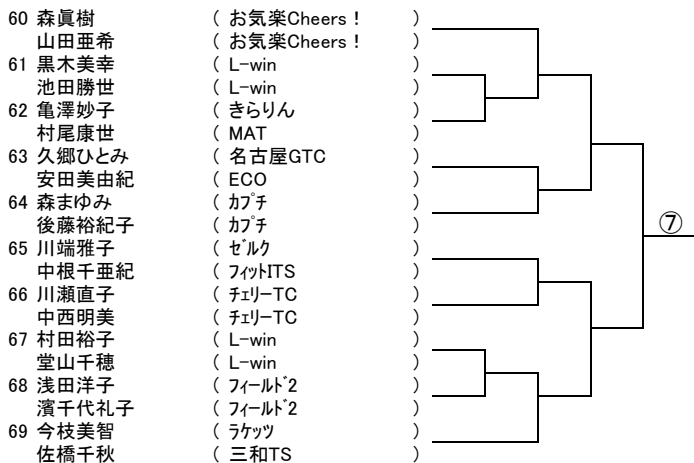 60 森眞樹 ( お気楽Cheers! )
山田亜希 ( お気楽Cheers! )
61 黒木美幸 ( L-win )
池田勝世 ( L-win )
62 亀澤妙子 ( きらりん )
村尾康世 ( MAT )
63 久郷ひとみ ( 名古屋GTC )
安田美由紀 ( ECO )
64 森まゆみ ( ｶﾌﾟﾁ )
後藤裕紀子 ( ｶﾌﾟﾁ )
⑦
65 川端雅子 ( ｾﾞﾙｸ )
中根千亜紀 ( ﾌｨｯﾄITS )
66 川瀬直子 ( ﾁｪﾘｰTC )
中西明美 ( ﾁｪﾘｰTC )
67 村田裕子 ( L-win )
堂山千穂 ( L-win )
68 浅田洋子 ( ﾌｨｰﾙﾄﾞ2 )
濱千代礼子 ( ﾌｨｰﾙﾄﾞ2 )
69 今枝美智 ( ﾗｹｯﾂ )
佐橋千秋 ( 三和TS )